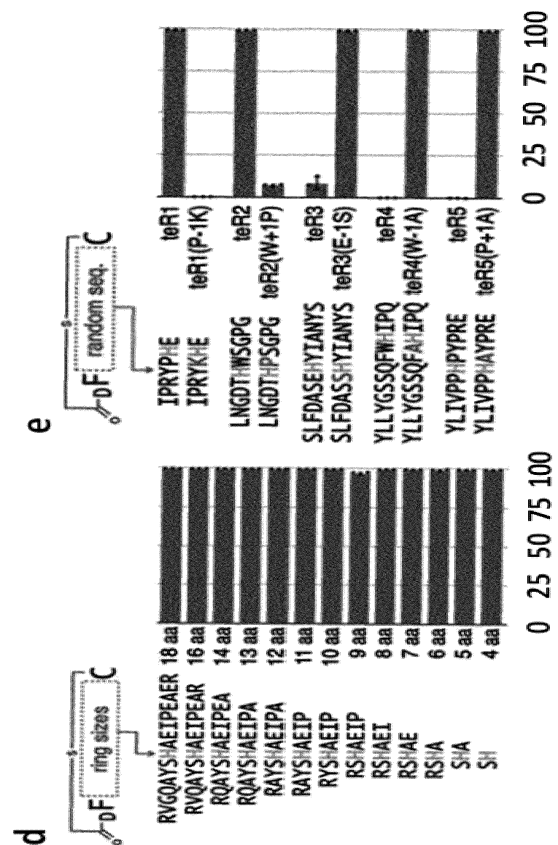 d
s
O DF ring sizes C
RVGQAYSHAEIPEAER 18 aa
RVQAYSHAEIPEAR 16 aa
RQAYSHAEIPEA 14 aa
RQAYSHAEIPA 13 aa
RAYSHAEIPA 12 aa
RAYSHAEIP 11 aa
RYSHAEIP 10 aa
RSHAEIP 9 aa
RSHAEI 8 aa
RSHAE 7 aa
RSHA 6 aa
SHA 5 aa
SH 4 aa
0 25 50 75 100
e
s
O DF random seq. C
IPRYPHE teR1
IPRYKHE teR1(P-1K)
LNGDTHWSGPG teR2
LNGDTHPSGPG teR2(W+1P)
SLFDASEHYIANYS teR3
SLFDASSHYIANYS teR3(E-1S)
YLLYGSSQFWHIPQ teR4
YLLYGSSQFAHIPQ teR4(W-1A)
YLIVPPHPYPRE teR5
YLIVPPHAYPRE teR5(P+1A)
0 25 50 75 100